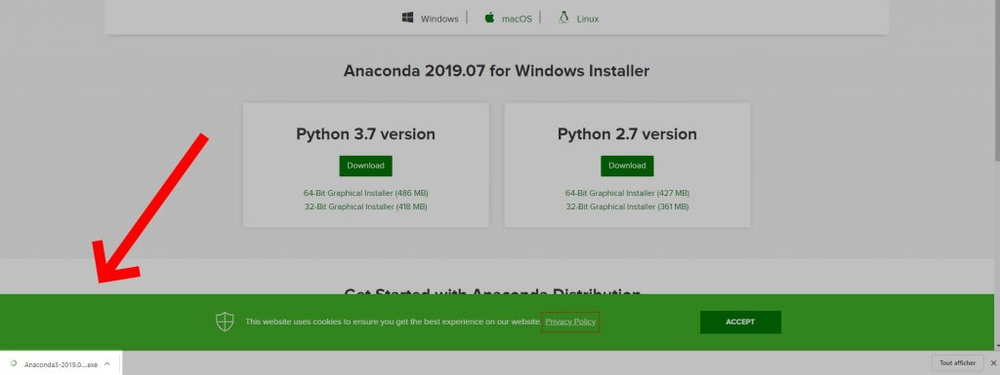 Windows macOS Linux
Anaconda 2019.07 for Windows Installer
Python 3.7 version
Download
64-Bit Graphical Installer (486 MB)
32-Bit Graphical Installer (418 MB)
Python 2.7 version
Download
64-Bit Graphical Installer (427 MB)
32-Bit Graphical Installer (361 MB)
Get Started with Anaconda Distribution
This website uses cookies to ensure you get the best experience on our website. Privacy Policy
ACCEPT
Anaconda3-2019.0....exe
Tout afficher